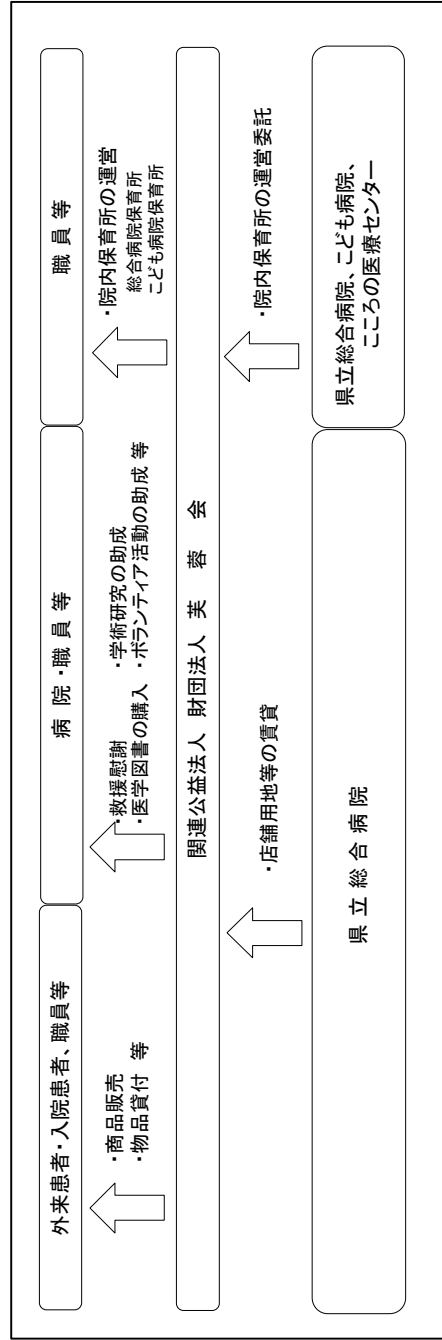 外来患者・入院患者、職員等
病 院 ・ 職 員 等
職 員 等
・商品販売
・物品貸付 等
・救援慰謝
・医学図書の購入
・学術研究の助成
・ボランティア活動の助成 等
・院内保育所の運営
総合病院保育所
こども病院保育所
関連公益法人 財団法人 芙 蓉 会
・店舗用地等の賃貸
・院内保育所の運営委託
県 立 総 合 病 院
県立総合病院、こども病院、
こころの医療センター